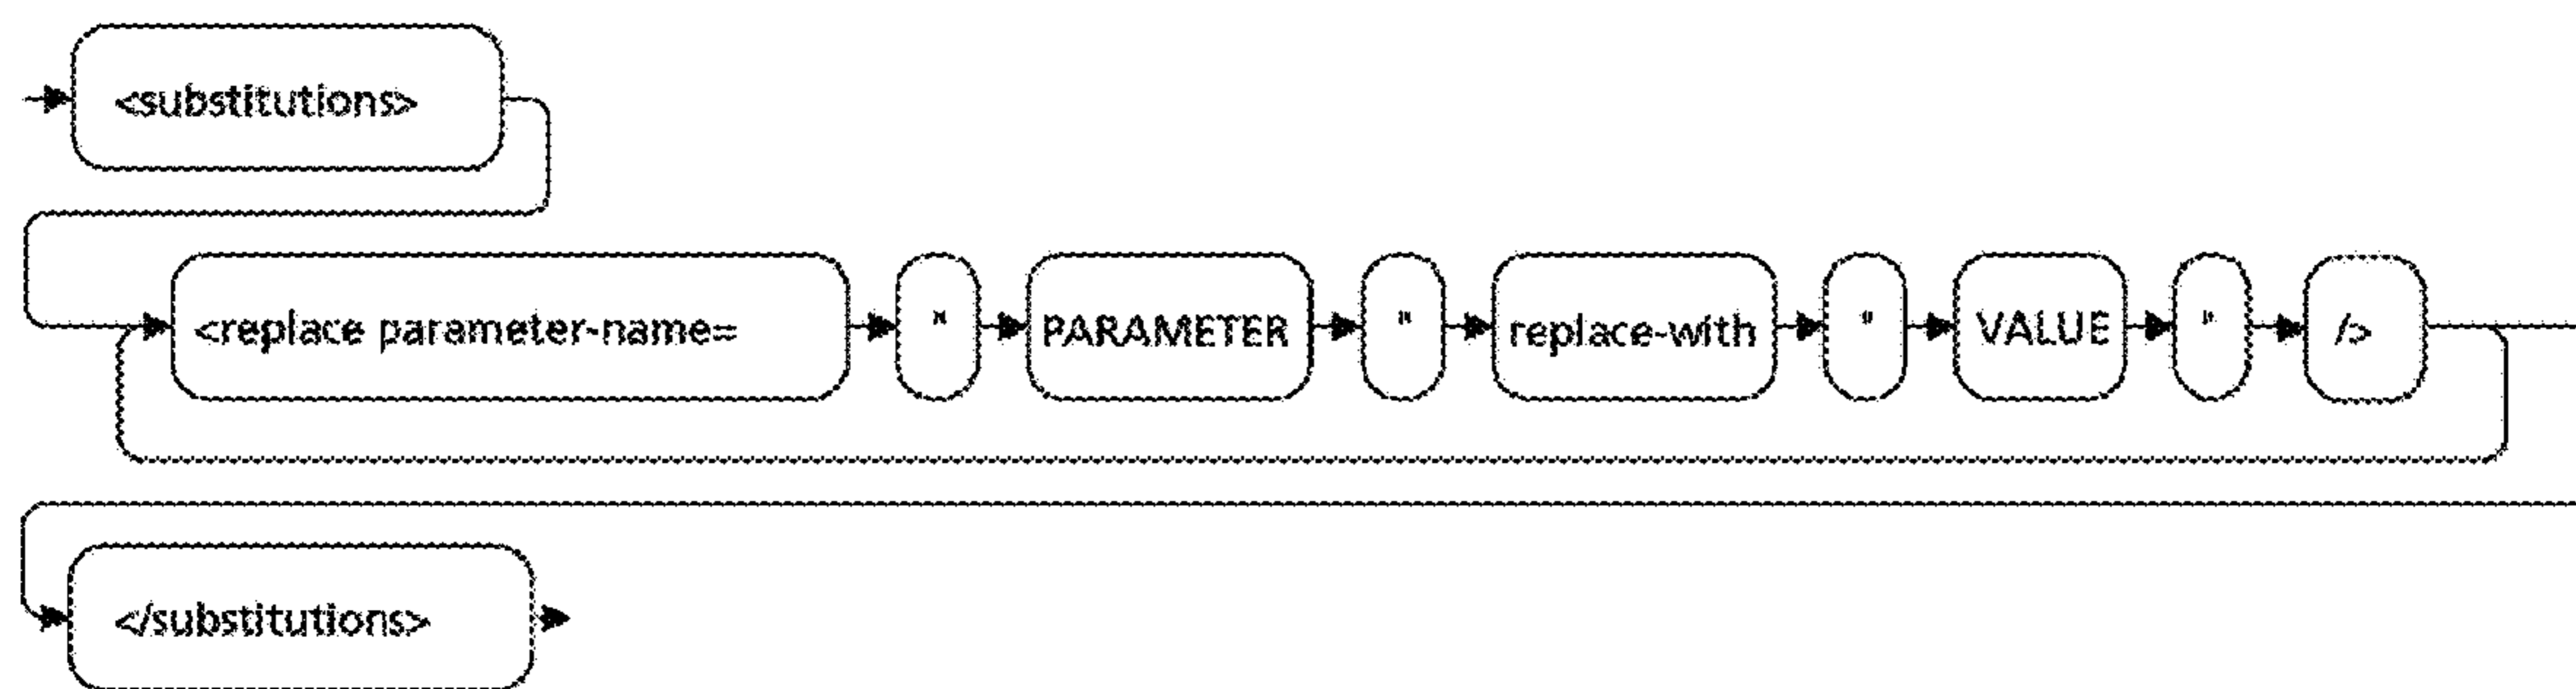 <substitutions>
<replace parameter-name= " PARAMETER " replace-with " VALUE " />
</substitutions>